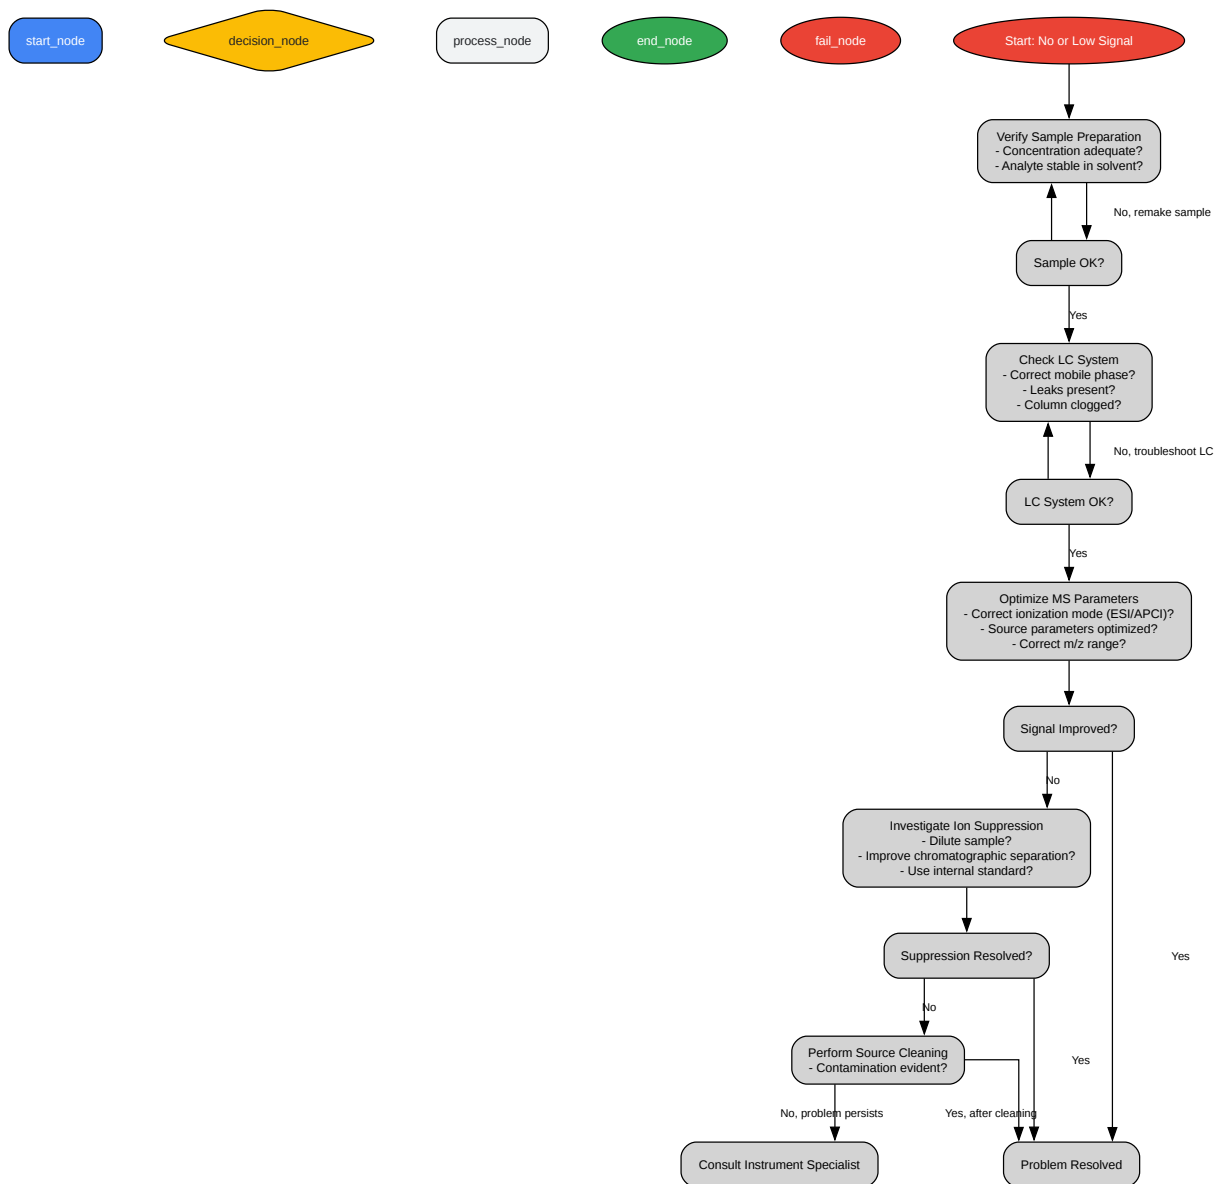 start_node
decision_node
process_node
end_node
fail_node
Start: No or Low Signal
Verify Sample Preparation
- Concentration adequate?
- Analyte stable in solvent?
No, remake sample
Sample OK?
Yes
Check LC System
- Correct mobile phase?
- Leaks present?
- Column clogged?
No, troubleshoot LC
LC System OK?
Yes
Optimize MS Parameters
- Correct ionization mode (ESI/APCI)?
- Source parameters optimized?
- Correct m/z range?
Signal Improved?
No
Investigate Ion Suppression
- Dilute sample?
- Improve chromatographic separation?
- Use internal standard?
Suppression Resolved?
Yes
No
Perform Source Cleaning
- Contamination evident?
Yes
No, problem persists
Yes, after cleaning
Consult Instrument Specialist
Problem Resolved